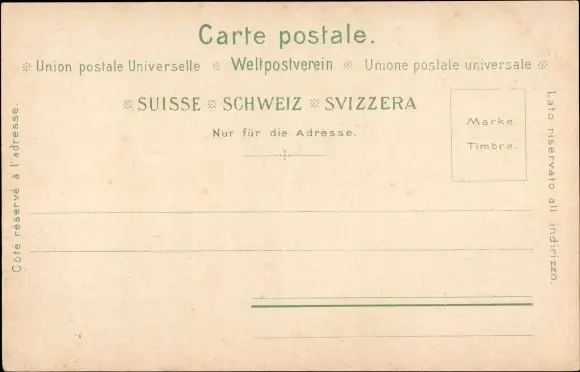 Carte postale.
※ Union postale Universelle ※ Weltpostverein ※ Unione postale universale ※
※ SUISSE ※ SCHWEIZ ※ SVIZZERA
Nur für die Adresse.
Marke.
Timbre.
Côté réservé à l'adresse.
Lato riservato all indirizzo.